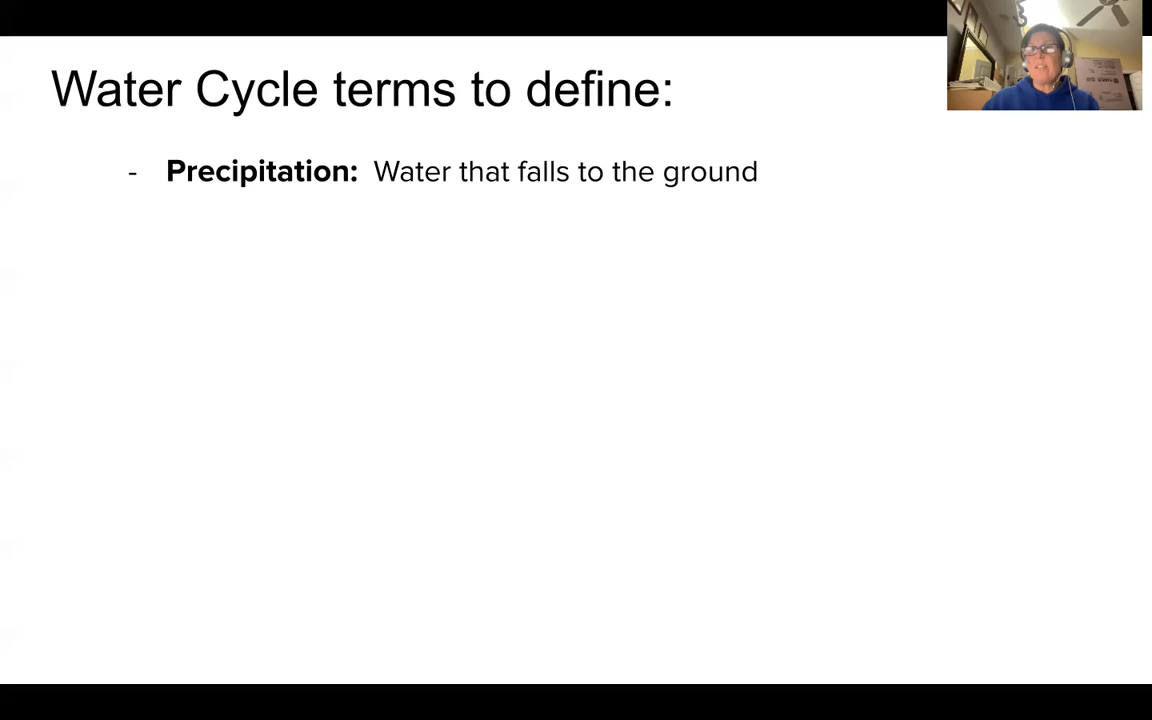 Water Cycle terms to define:
- Precipitation: Water that falls to the ground